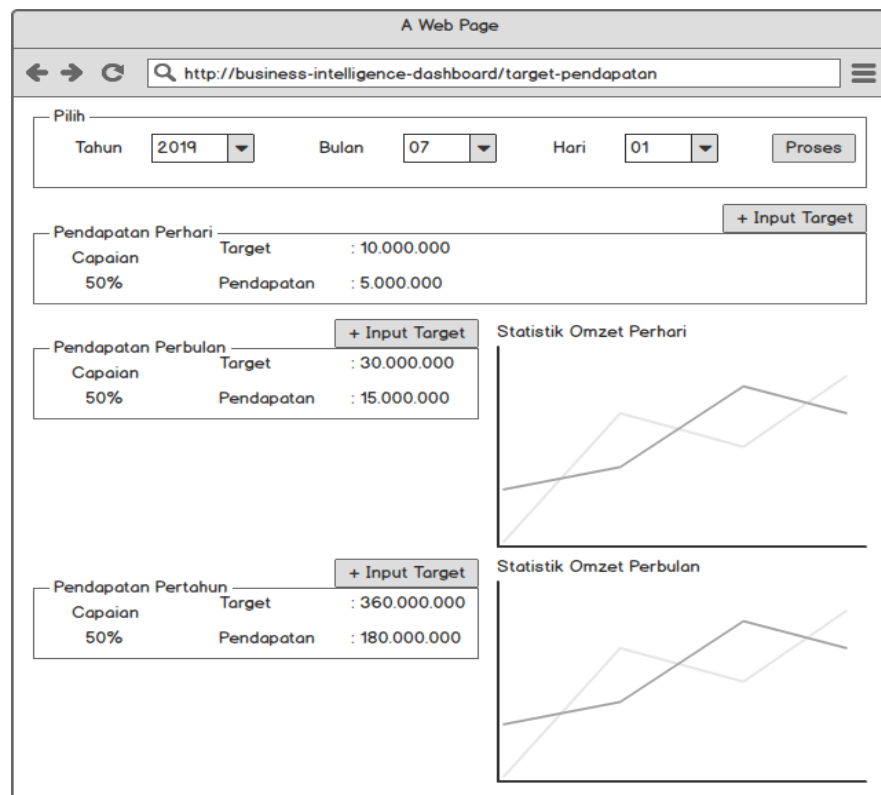 A Web Page
http://business-intelligence-dashboard/target-pendapatan
Pilih
Tahun 2019 Bulan 07 Hari 01 Proses
+ Input Target
Pendapatan Perhari
Capaian Target : 10.000.000
50% Pendapatan : 5.000.000
+ Input Target
Pendapatan Perbulan
Capaian Target : 30.000.000
50% Pendapatan : 15.000.000
Statistik Omzet Perhari
+ Input Target
Pendapatan Pertahun
Capaian Target : 360.000.000
50% Pendapatan : 180.000.000
Statistik Omzet Perbulan